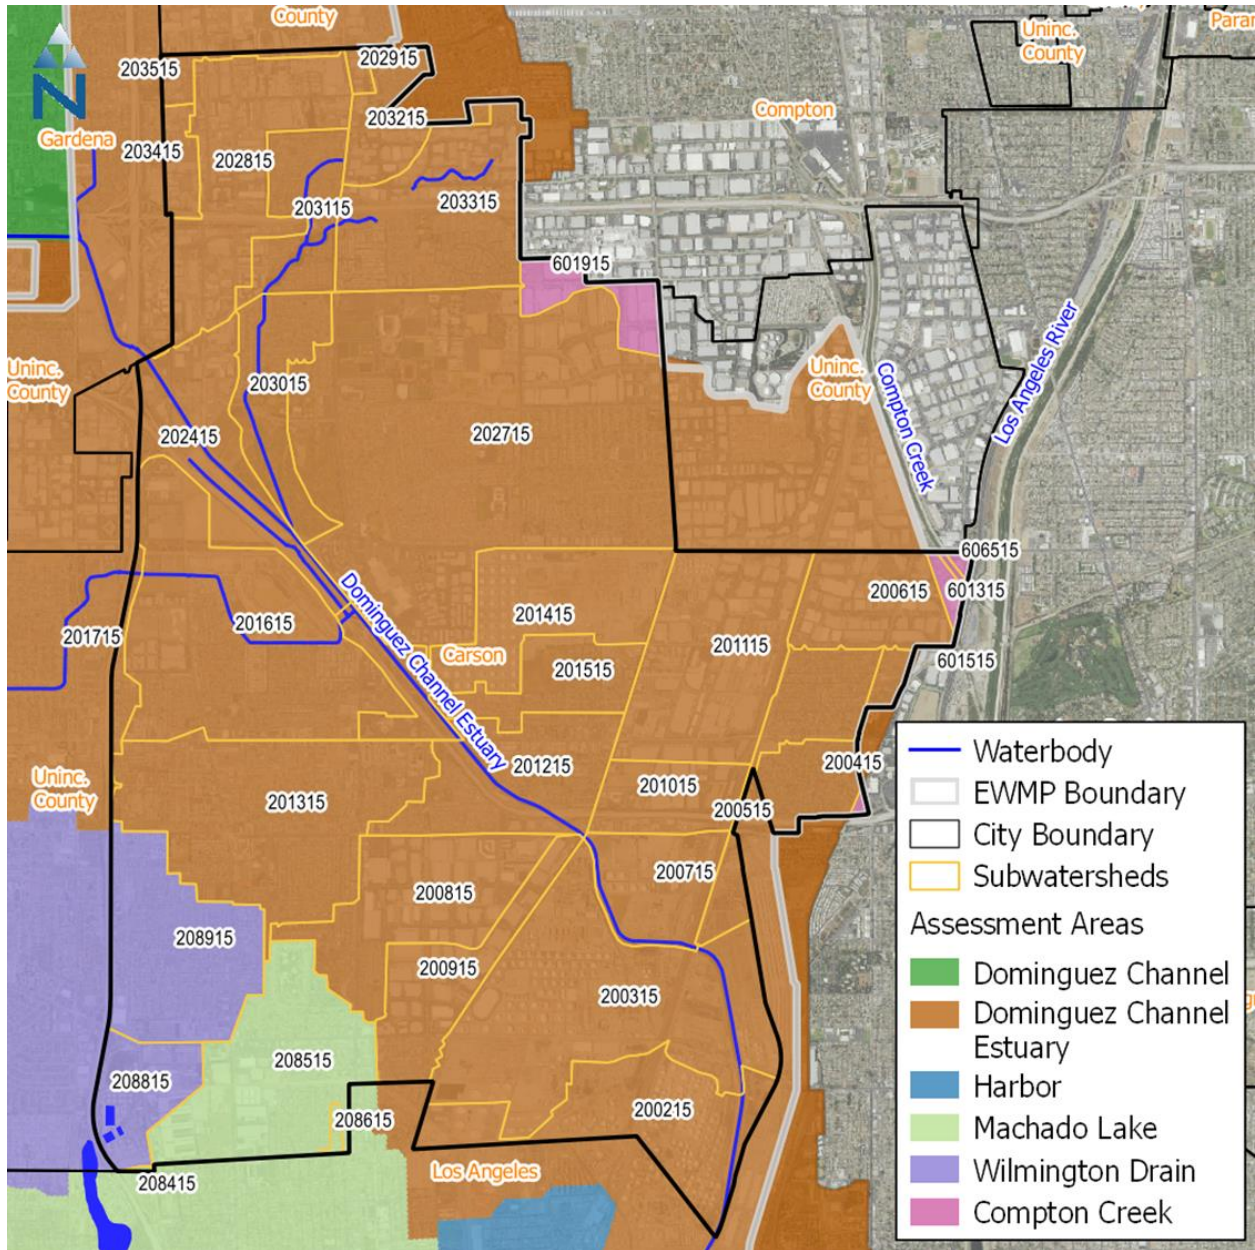 County
Uninc.
County
Paran
203515
202915
N
203215
Compton
Gardena
203415
202815
203115
203315
601915
Uninc.
County
203015
Uninc.
County
Compton Creek
Los Angeles River
202415
202715
606515
601315
200615
Dominguez Channel Estuary
201715
201615
201415
201115
Carson
201515
601515
Uninc.
County
201215
201015
200415
201315
200515
200815
200715
208915
200915
200315
208515
208815
208615
200215
208415
Los Angeles
Waterbody
EWMP Boundary
City Boundary
Subwatersheds
Assessment Areas
Dominguez Channel
Dominguez Channel
Estuary
Harbor
Machado Lake
Wilmington Drain
Compton Creek